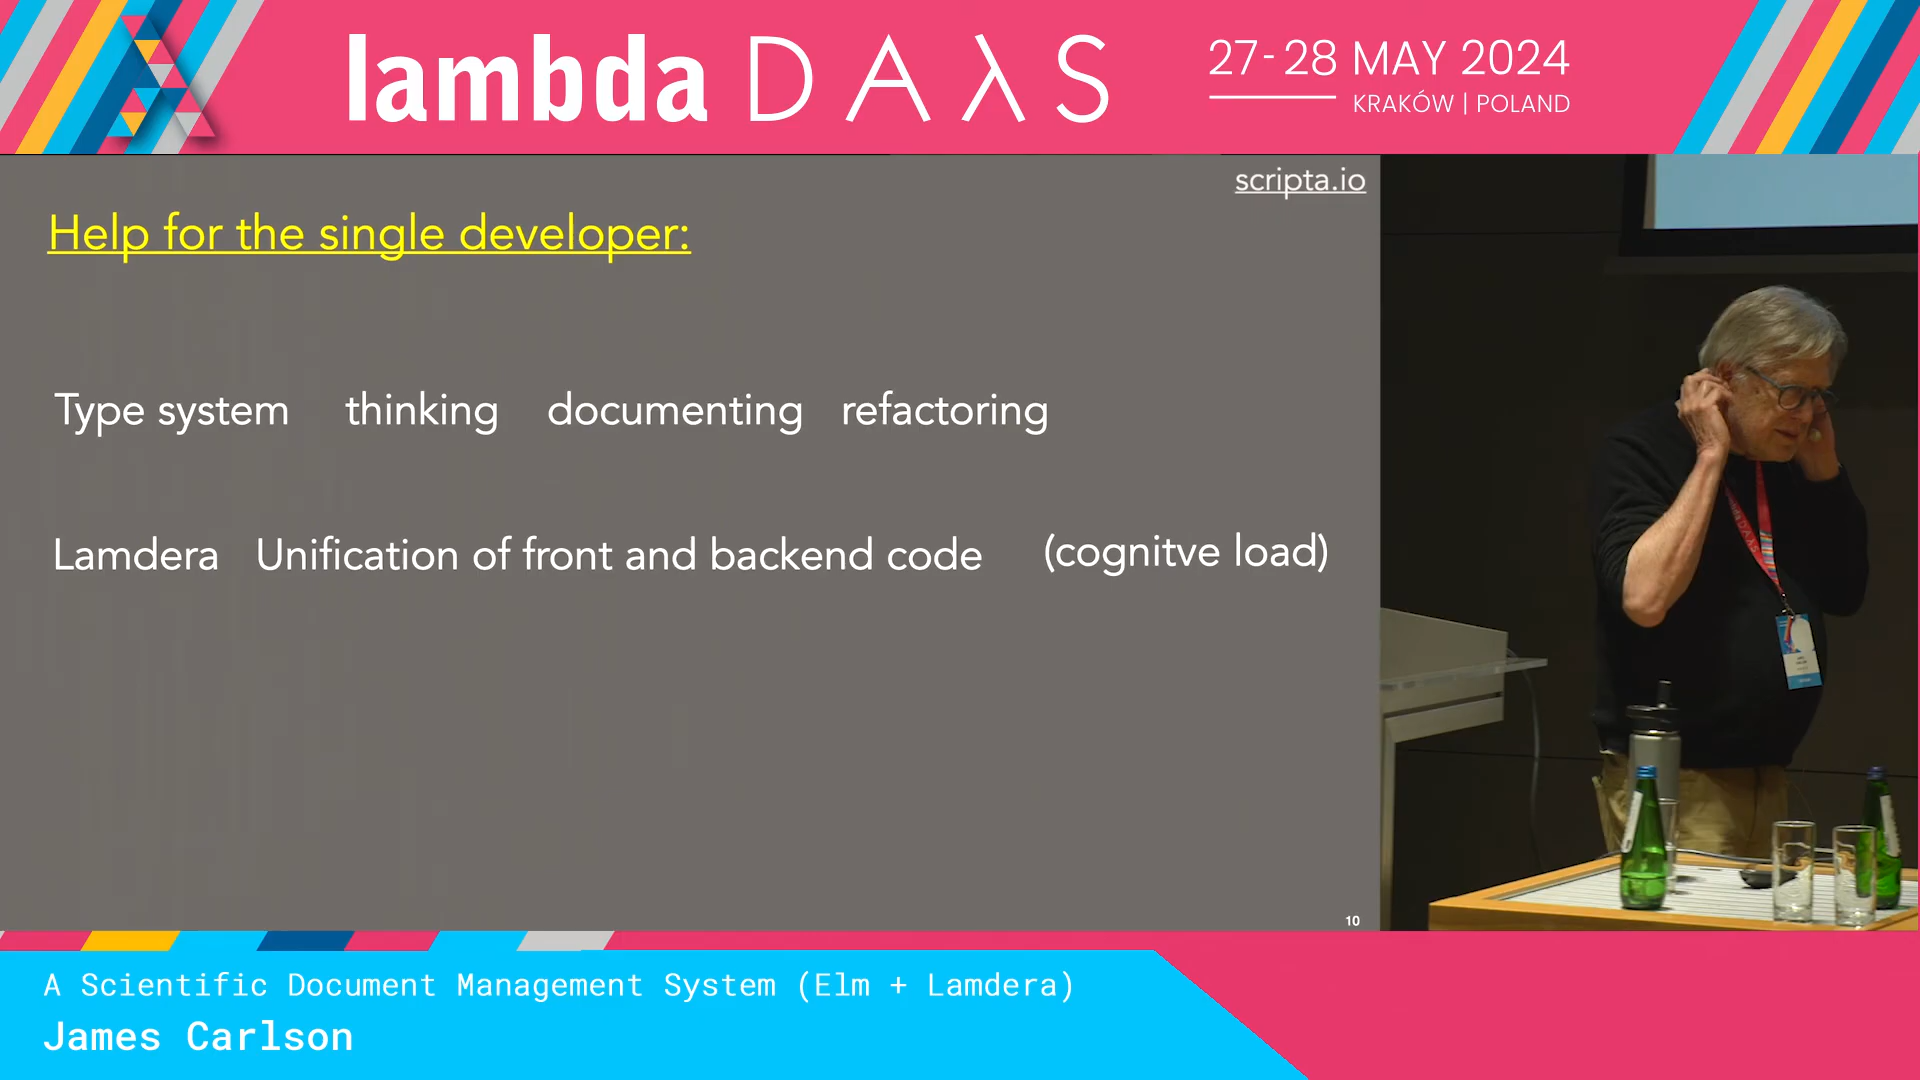 lambda DAλS
27-28 MAY 2024
KRAKÓW | POLAND
scripta.io
Help for the single developer:
Type system thinking documenting refactoring
Lamdera Unification of front and backend code (cognitve load)
10
A Scientific Document Management System (Elm + Lamdera)
James Carlson